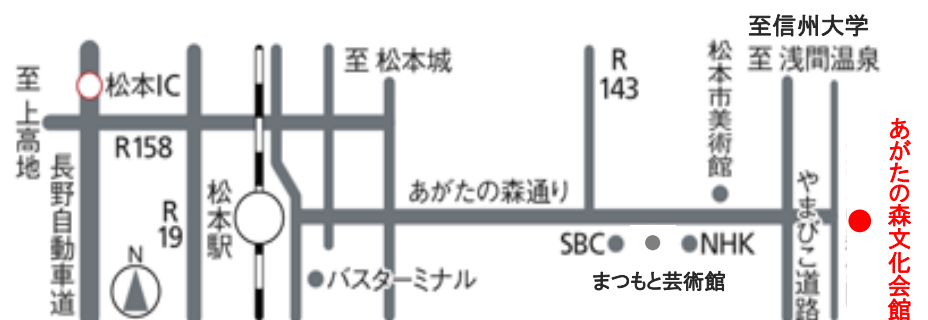 至信州大学
至 浅間温泉
至 松本城
R
143
松本市美術館
松本IC
至 上高地
R158
長野自動車道
R
19
松本駅
N
あがたの森通り
やまびこ道路
あがたの森文化会館
SBC
NHK
まつもと芸術館
バスターミナル